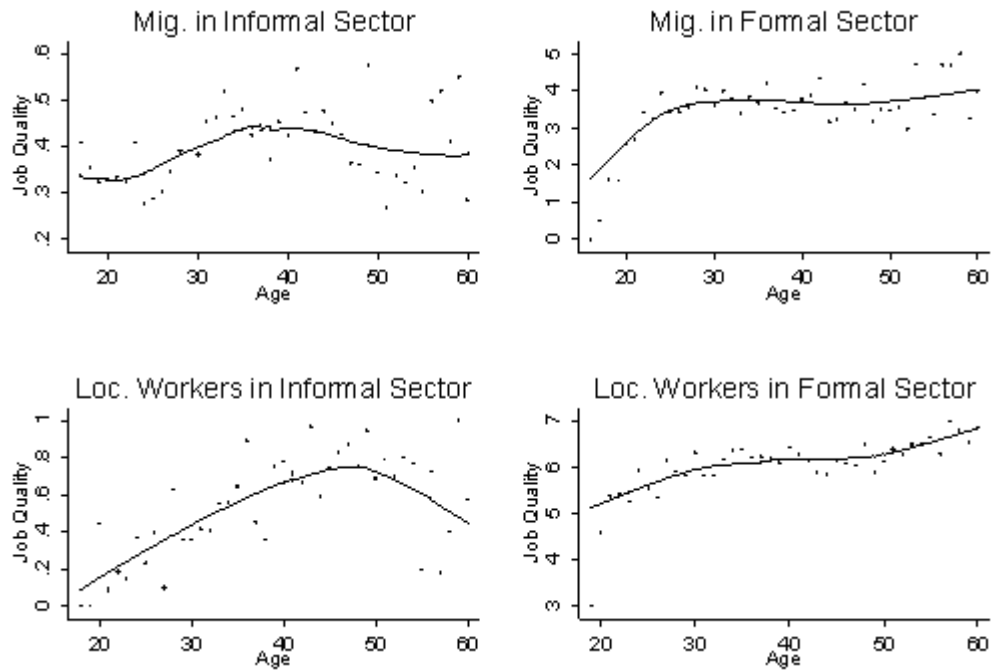 Mig. in Informal Sector
Job Quality
.6
.5
.4
.3
.2
20 30 40 50 60
Age
Mig. in Formal Sector
Job Quality
5
4
3
2
1
0
20 30 40 50 60
Age
Loc. Workers in Informal Sector
Job Quality
1
.8
.6
.4
.2
0
20 30 40 50 60
Age
Loc. Workers in Formal Sector
Job Quality
7
6
5
4
3
20 30 40 50 60
Age